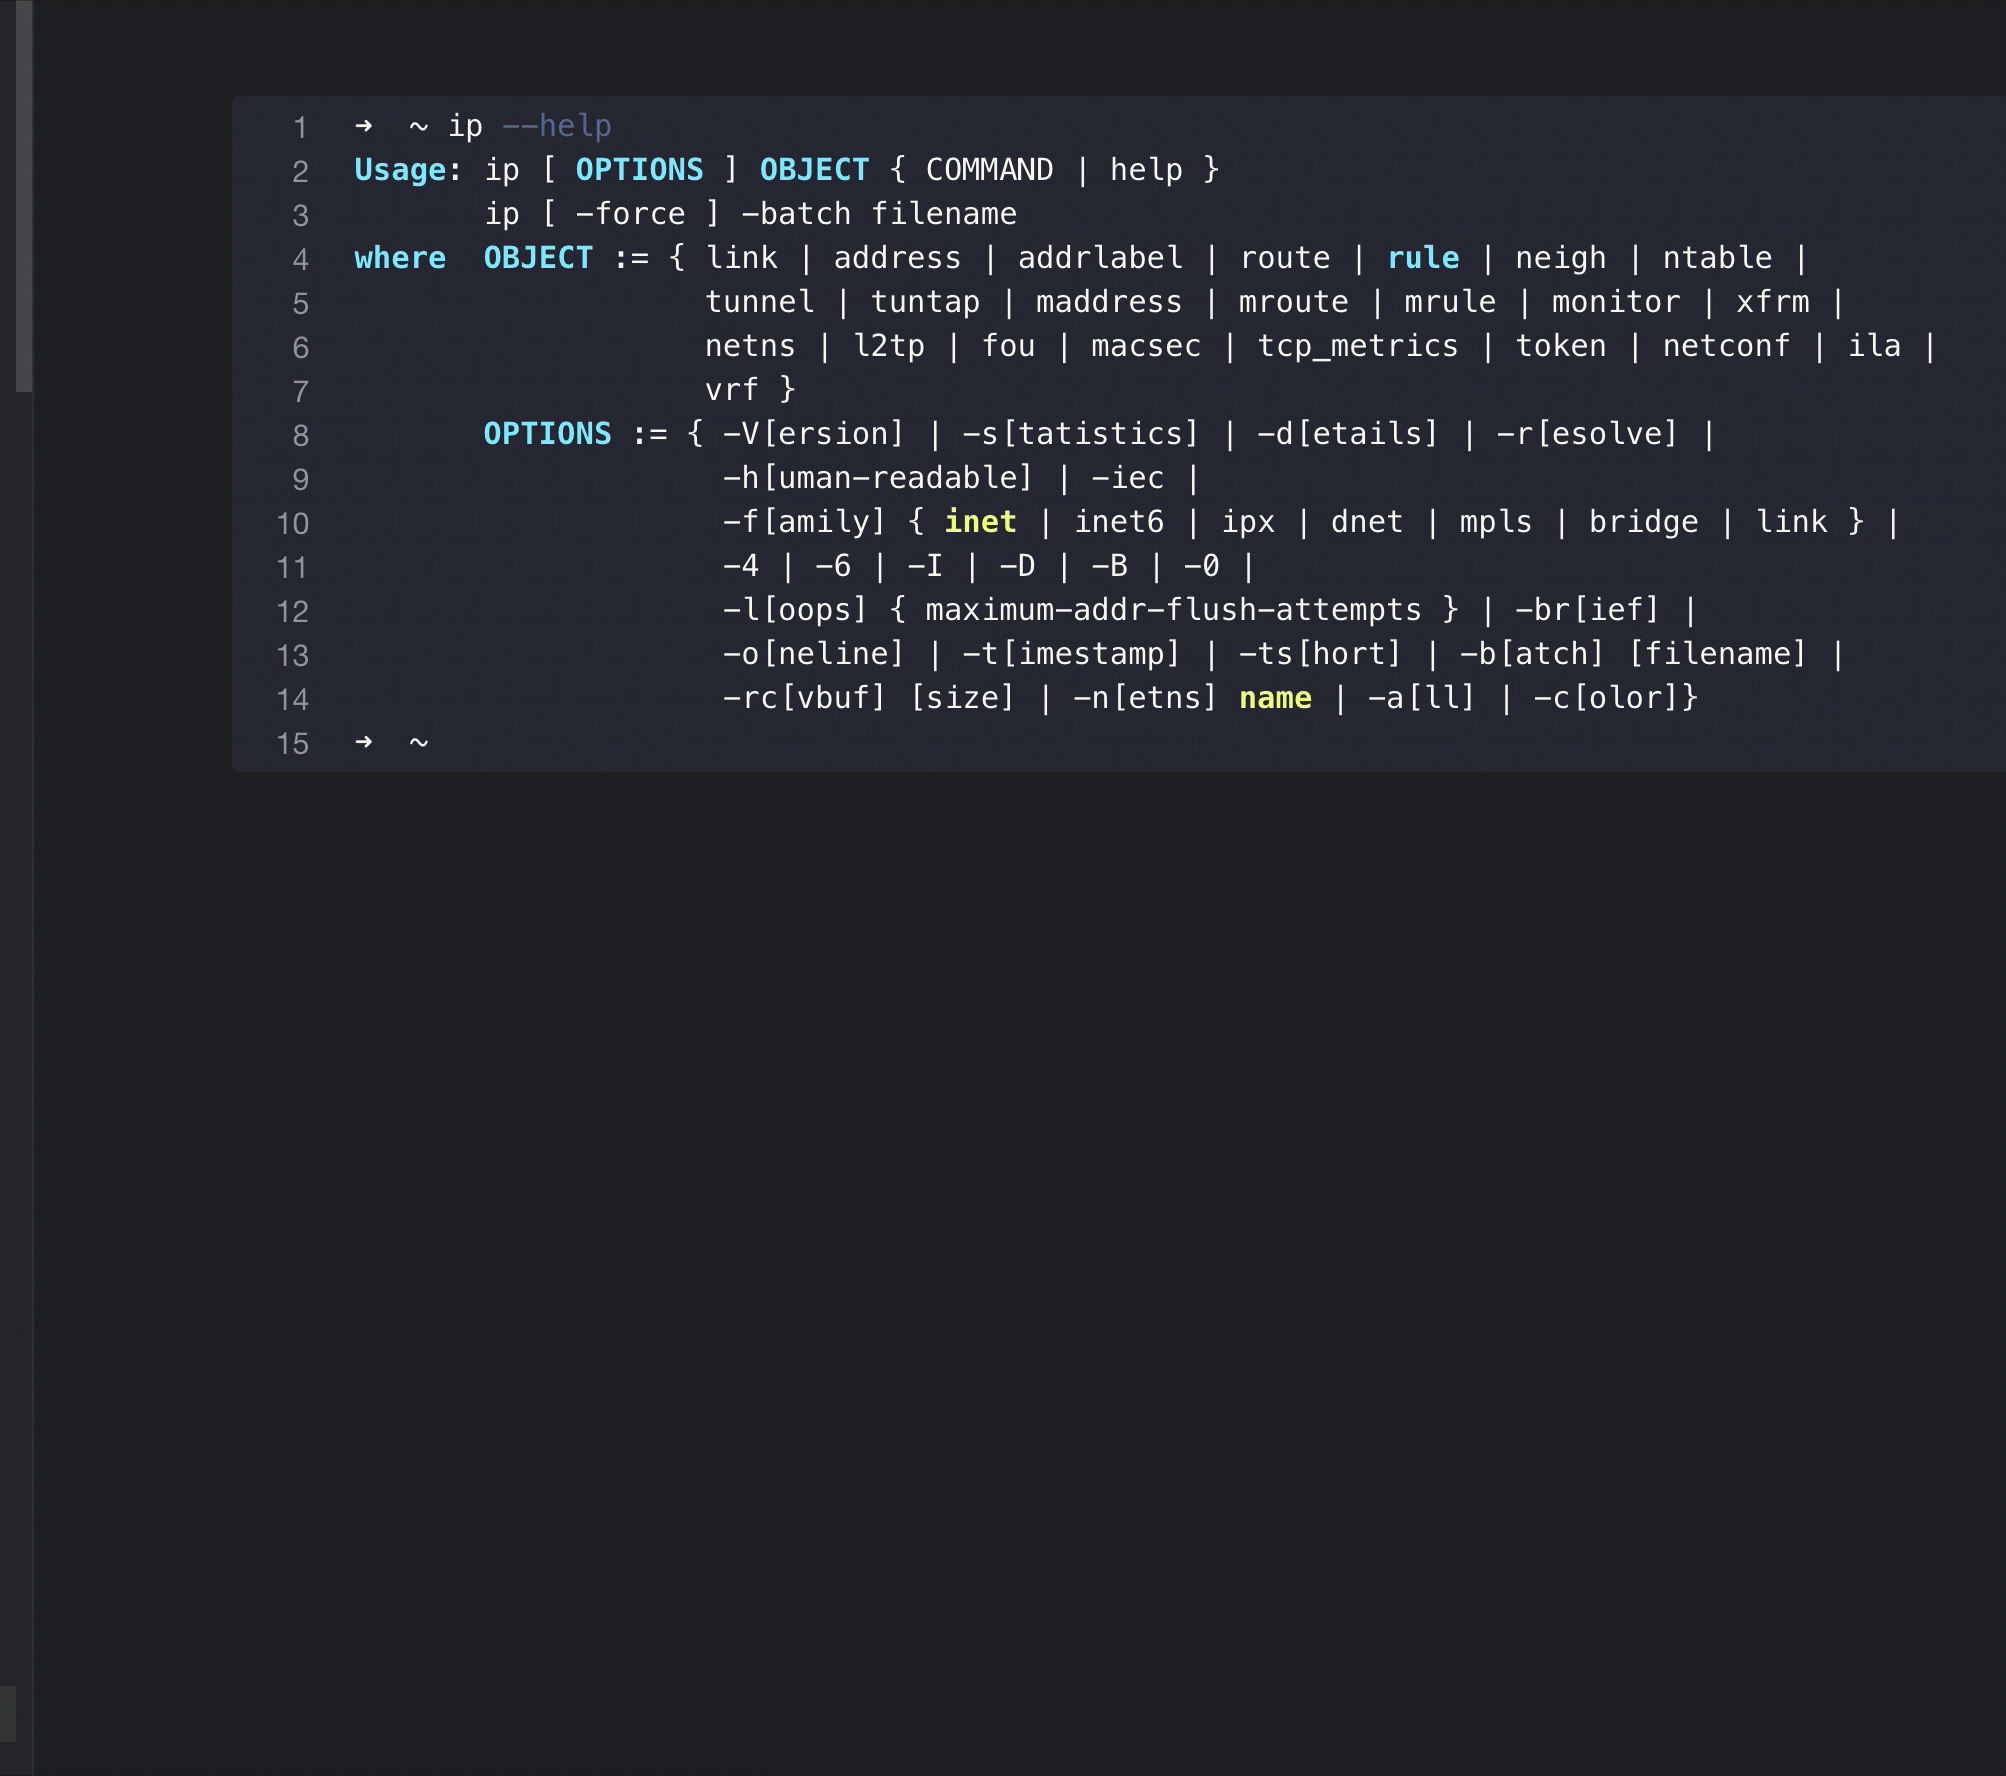 1 ➜  ~ ip --help
2 Usage: ip [ OPTIONS ] OBJECT { COMMAND | help }
3        ip [ -force ] -batch filename
4 where  OBJECT := { link | address | addrlabel | route | rule | neigh | ntable |
5                    tunnel | tuntap | maddress | mroute | mrule | monitor | xfrm |
6                    netns | l2tp | fou | macsec | tcp_metrics | token | netconf | ila |
7                    vrf }
8        OPTIONS := { -V[ersion] | -s[tatistics] | -d[etails] | -r[esolve] |
9                     -h[uman-readable] | -iec |
10                     -f[amily] { inet | inet6 | ipx | dnet | mpls | bridge | link } |
11                     -4 | -6 | -I | -D | -B | -0 |
12                     -l[oops] { maximum-addr-flush-attempts } | -br[ief] |
13                     -o[neline] | -t[imestamp] | -ts[hort] | -b[atch] [filename] |
14                     -rc[vbuf] [size] | -n[etns] name | -a[ll] | -c[olor]}
15 ➜  ~